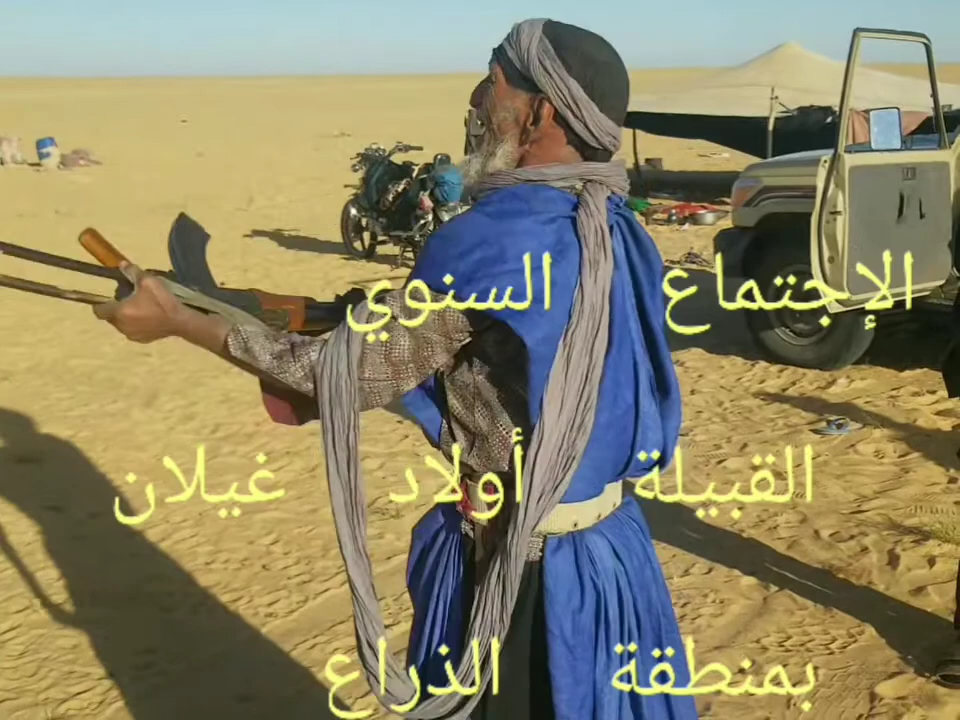 الإجتماع السنوي
القبيلة أولاد غيلان
بمنطقة الذراع